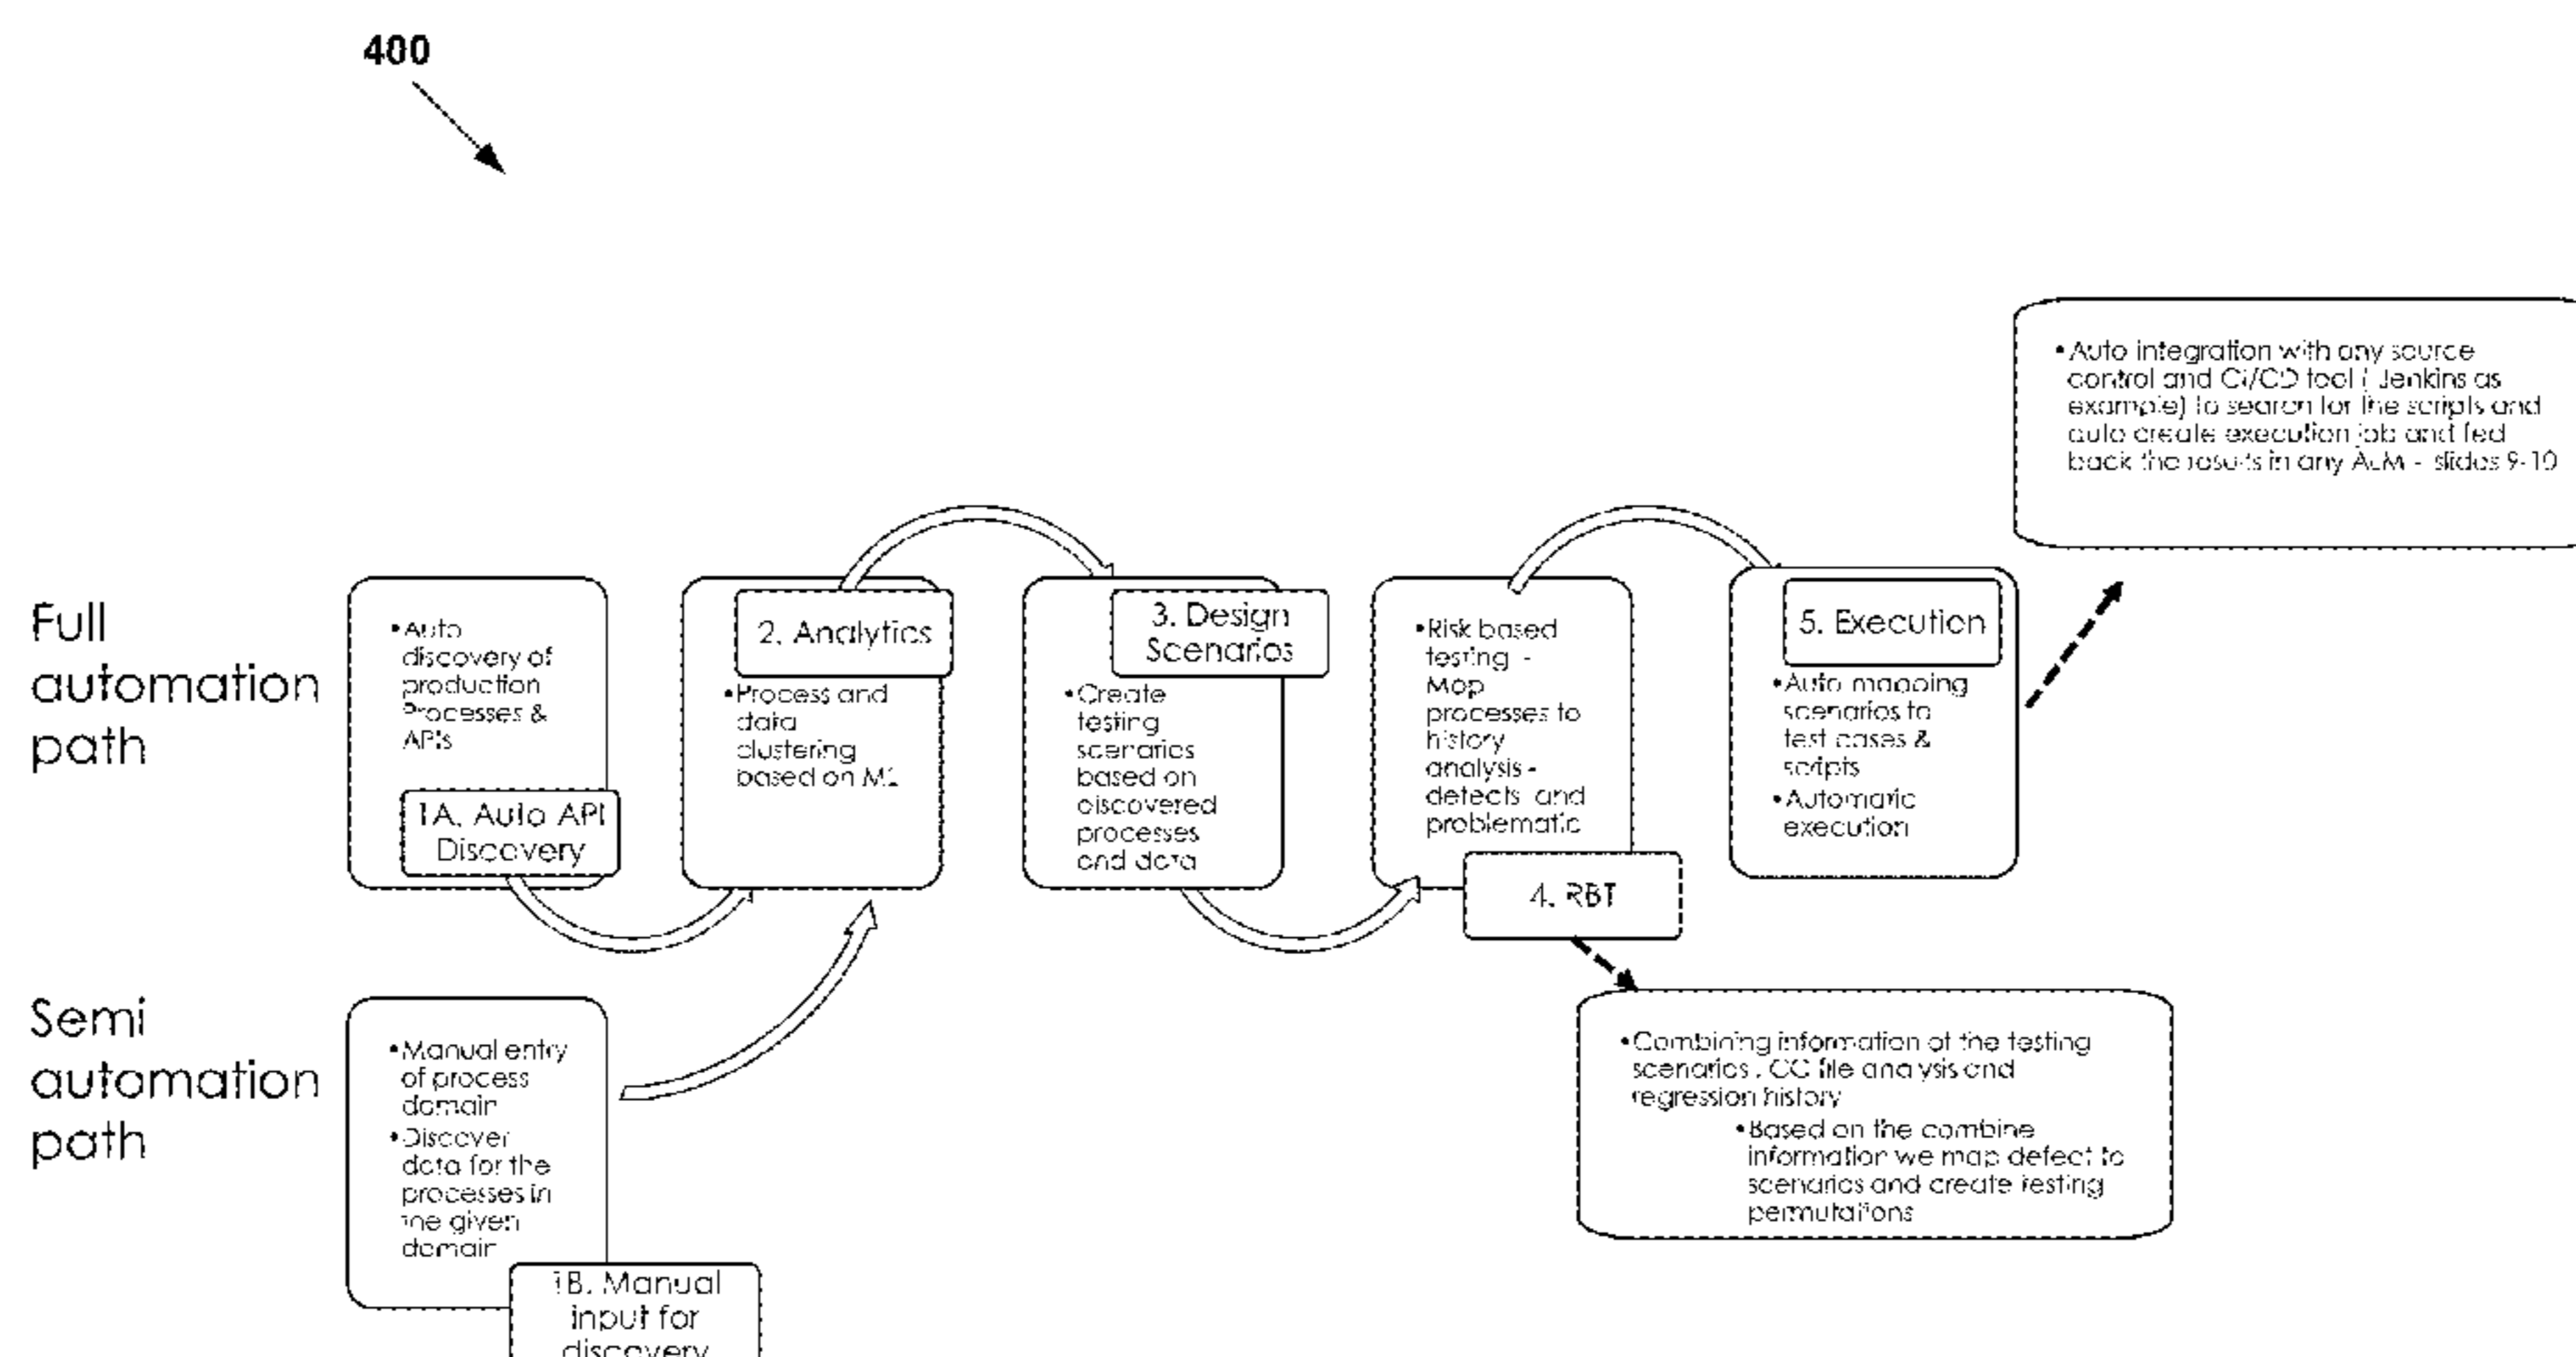 400
• Auto integration with any source
control and CI/CD tool ( Jenkins as
example) to search for the scripts and
auto create execution job and fed
back the results in any ALM - slides 9-10
Full
automation
path
• Auto
discovery of
production
Processes &
APIs
1A. Auto API
Discovery
2. Analytics
• Process and
data
clustering
based on ML
3. Design
Scenarios
• Create
testing
scenarios
based on
discovered
processes
and data
• Risk based
testing -
Map
processes to
history
analysis -
detects and
problematic
4. RBT
5. Execution
• Auto mapping
scenarios to
test cases &
scripts
• Automatic
execution
Semi
automation
path
• Manual entry
of process
domain
• Discover
data for the
processes in
the given
domain
1B. Manual
input for
discovery
• Combining information of the testing
scenarios , CC file analysis and
regression history
• Based on the combine
information we map defect to
scenarios and create testing
permutations